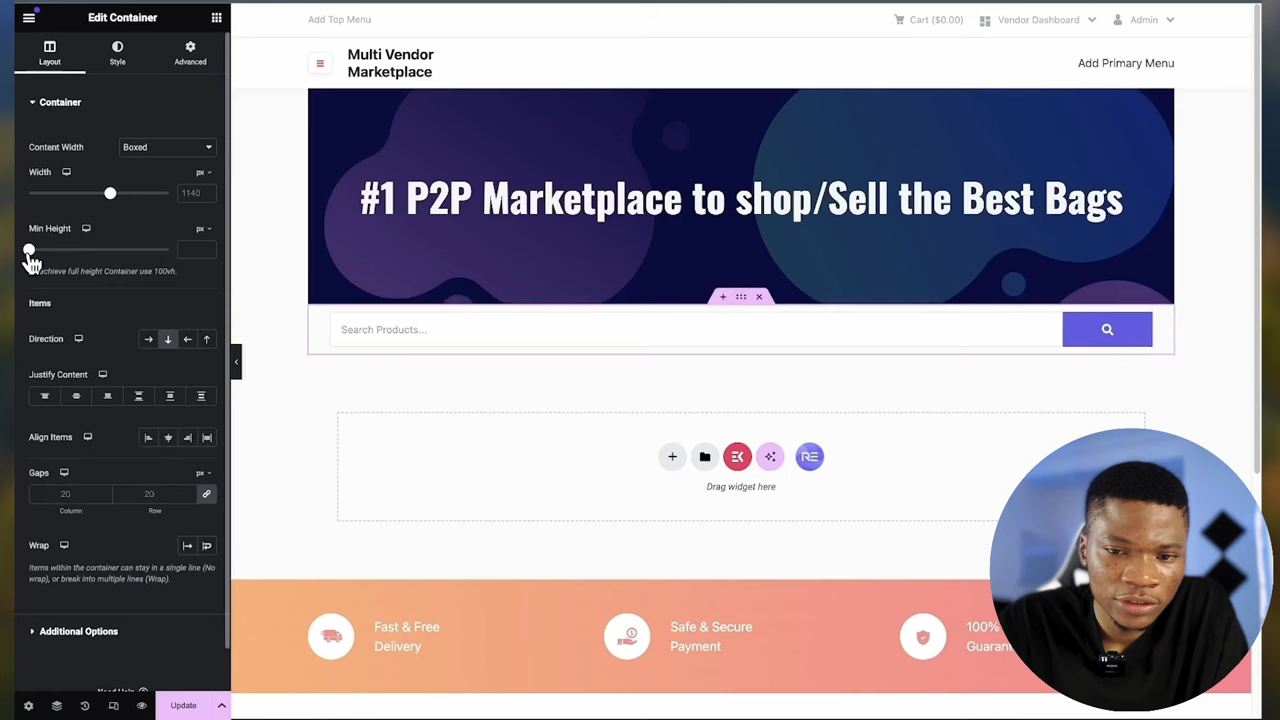 Edit Container
Layout
Style
Advanced
Container
Content Width
Boxed
Width
px
1140
Min Height
px
achieve full height Container use 100vh.
Items
Direction
Justify Content
Align Items
Gaps
px
20
20
Column
Row
Wrap
Items within the container can stay in a single line (No
wrap), or break into multiple lines (Wrap).
Additional Options
Need Help
Update
Add Top Menu
Cart ($0.00)
Vendor Dashboard
Admin
Multi Vendor
Marketplace
Add Primary Menu
#1 P2P Marketplace to shop/Sell the Best Bags
Search Products...
Drag widget here
Fast & Free
Delivery
Safe & Secure
Payment
100%